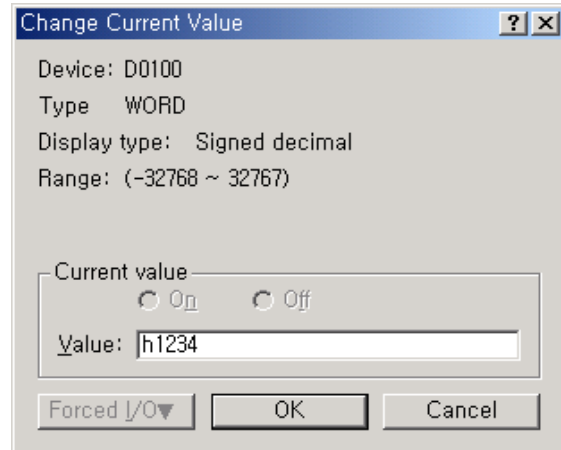 Change Current Value
Device: D0100
Type WORD
Display type: Signed decimal
Range: (-32768 ~ 32767)
Current value
On Off
Value: h1234
Forced I/O▼ OK Cancel